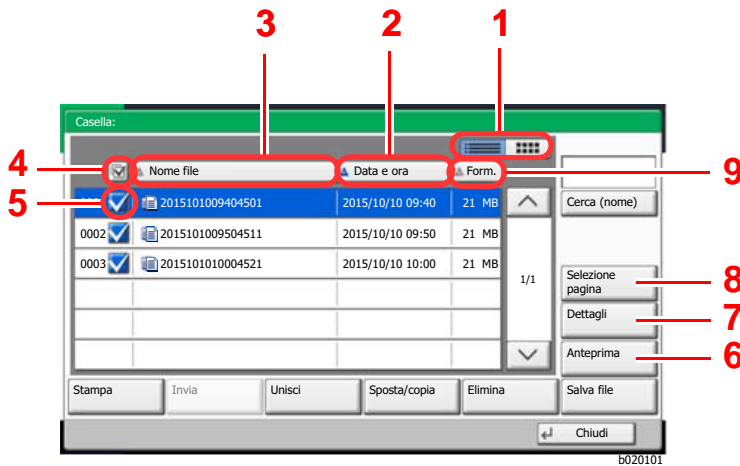 3 2 1
Casella:
4 Nome file Data e ora Form. 9
5 2015101009404501 2015/10/10 09:40 21 MB Cerca (nome)
0002 2015101009504511 2015/10/10 09:50 21 MB
0003 2015101010004521 2015/10/10 10:00 21 MB
1/1
Selezione
pagina 8
Dettagli 7
Anteprima 6
Stampa Invia Unisci Sposta/copia Elimina Salva file
Chiudi
b020101